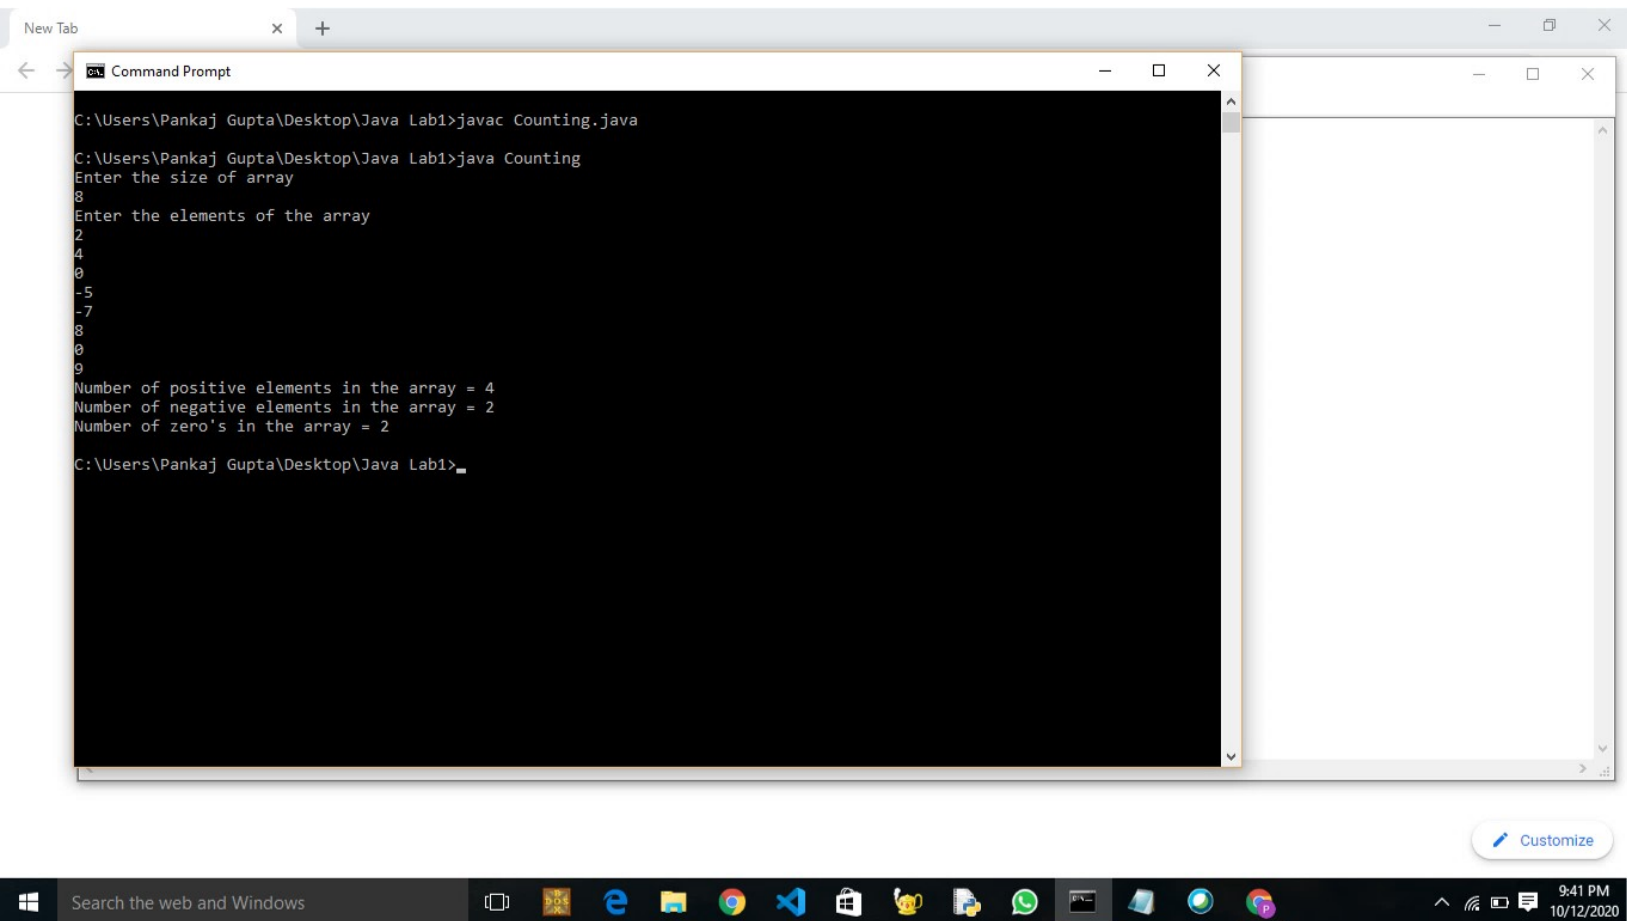 New Tab
Command Prompt
C:\Users\Pankaj Gupta\Desktop\Java Lab1>javac Counting.java
C:\Users\Pankaj Gupta\Desktop\Java Lab1>java Counting
Enter the size of array
8
Enter the elements of the array
2
4
0
-5
-7
8
0
9
Number of positive elements in the array = 4
Number of negative elements in the array = 2
Number of zero's in the array = 2
C:\Users\Pankaj Gupta\Desktop\Java Lab1>
Customize
Search the web and Windows
9:41 PM
10/12/2020